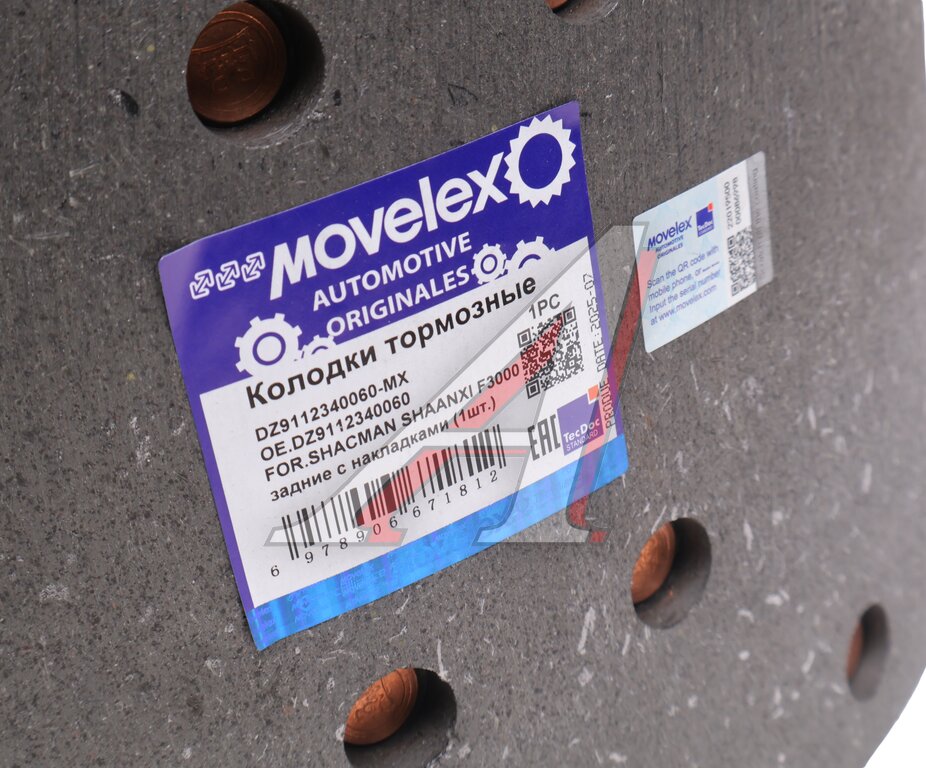 MOVELEX
AUTOMOTIVE
ORIGINALES
Колодки тормозные
1PC
DZ9112340060-MX
OE.DZ9112340060
FOR.SHACMAN SHAANXI F3000
задние с накладками (1шт.)
6 978906 671812
EAC
TecDoc
STANDARD
PRODUCE DATE:2025-07
MOVELEX
AUTOMOTIVE
ORIGINALES
TecDoc
Scan the QR code with
mobile phone, or
Input the serial number
at www.movelex.com